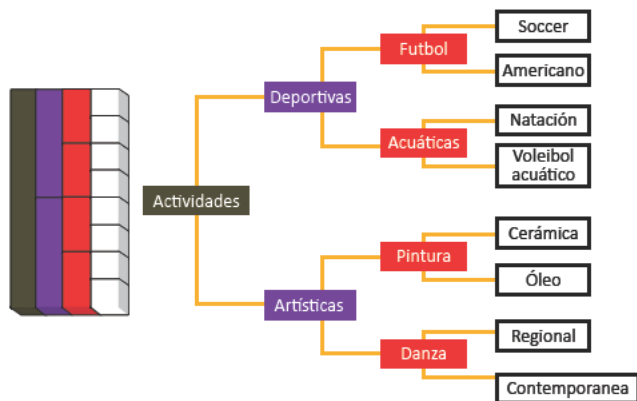 Actividades
Deportivas
Futbol
Soccer
Americano
Acuáticas
Natación
Voleibol
acuático
Artísticas
Pintura
Cerámica
Óleo
Danza
Regional
Contemporanea